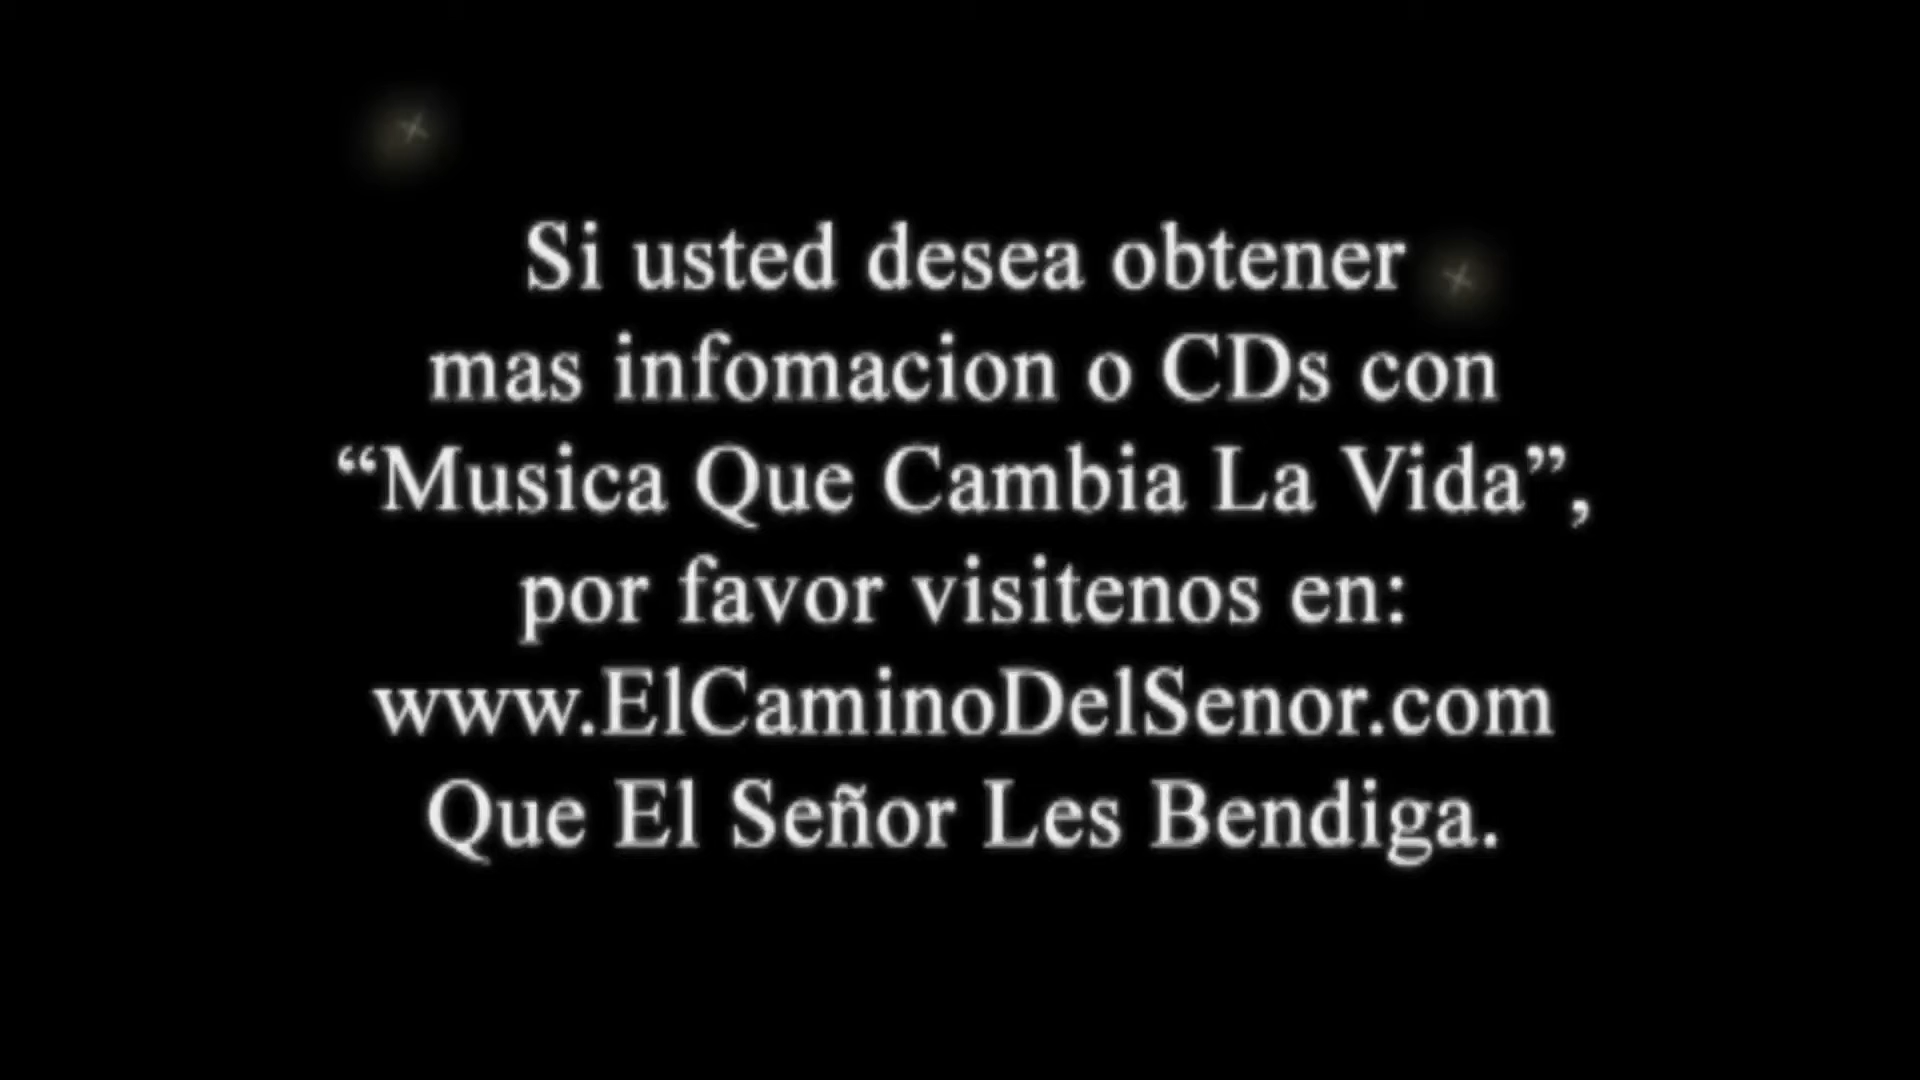 Si usted desea obtener
mas infomacion o CDs con
“Musica Que Cambia La Vida”,
por favor visitenos en:
www.ElCaminoDelSenor.com
Que El Señor Les Bendiga.